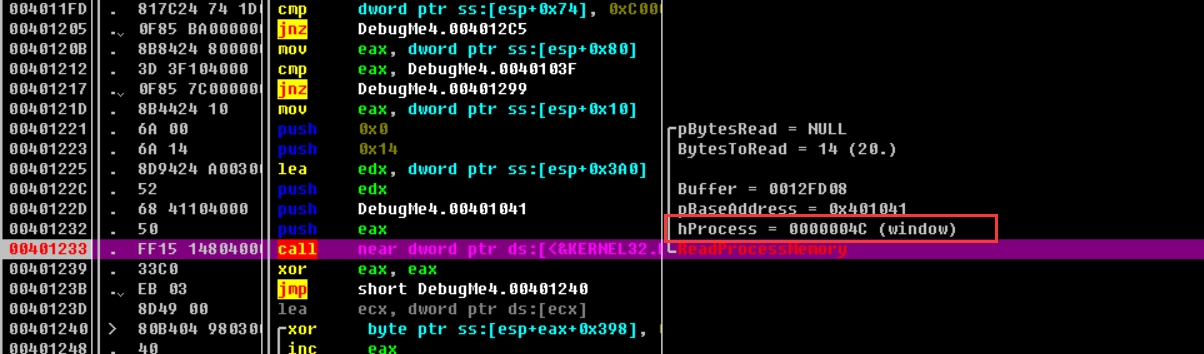 004011FD . 817C24 74 1D cmp dword ptr ss:[esp+0x74], 0xC00
00401205 . 0F85 BA000000 jnz DebugMe4.004012C5
0040120B . 8B8424 800000 mov eax, dword ptr ss:[esp+0x80]
00401212 . 3D 3F104000 cmp eax, DebugMe4.0040103F
00401217 . 0F85 7C000000 jnz DebugMe4.00401299
0040121D . 8B4424 10 mov eax, dword ptr ss:[esp+0x10]
00401221 . 6A 00 push 0x0 pBytesRead = NULL
00401223 . 6A 14 push 0x14 BytesToRead = 14 (20.)
00401225 . 8D9424 A00300 lea edx, dword ptr ss:[esp+0x3A0]
0040122C . 52 push edx Buffer = 0012FD08
0040122D . 68 41104000 push DebugMe4.00401041 pBaseAddress = 0x401041
00401232 . 50 push eax hProcess = 0000004C (window)
00401233 . FF15 14804000 call near dword ptr ds:[<&KERNEL32. ReadProcessMemory
00401239 . 33C0 xor eax, eax
0040123B . EB 03 jmp short DebugMe4.00401240
0040123D 8D49 00 lea ecx, dword ptr ds:[ecx]
00401240 > 80B404 980300 xor byte ptr ss:[esp+eax+0x398],
00401248 . 40 inc eax